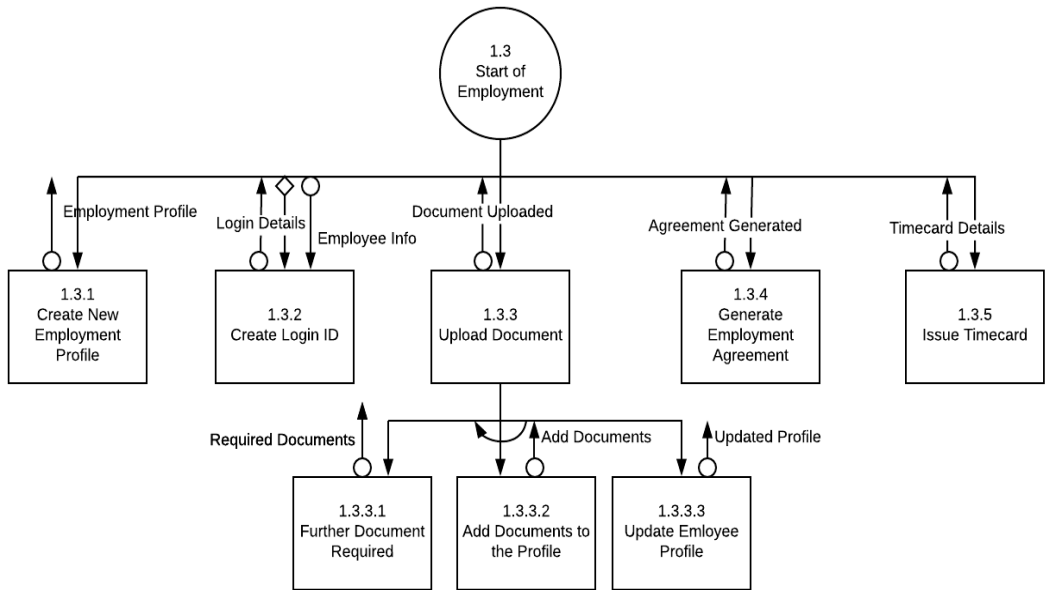 1.3
Start of
Employment
Employment Profile
Login Details
Employee Info
Document Uploaded
Agreement Generated
Timecard Details
1.3.1
Create New
Employment
Profile
1.3.2
Create Login ID
1.3.3
Upload Document
1.3.4
Generate
Employment
Agreement
1.3.5
Issue Timecard
Required Documents
Add Documents
Updated Profile
1.3.3.1
Further Document
Required
1.3.3.2
Add Documents to
the Profile
1.3.3.3
Update Emloyee
Profile